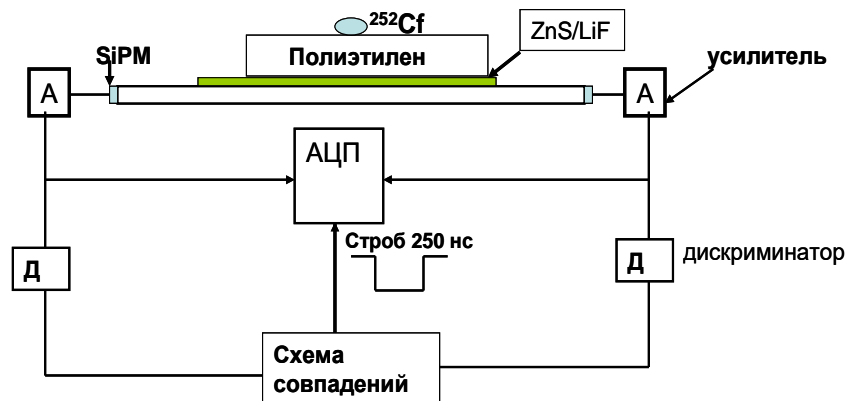 ²⁵²Cf
ZnS/LiF
SiPM
Полиэтилен
усилитель
А
А
АЦП
Строб 250 нс
Д
Д
дискриминатор
Схема
совпадений